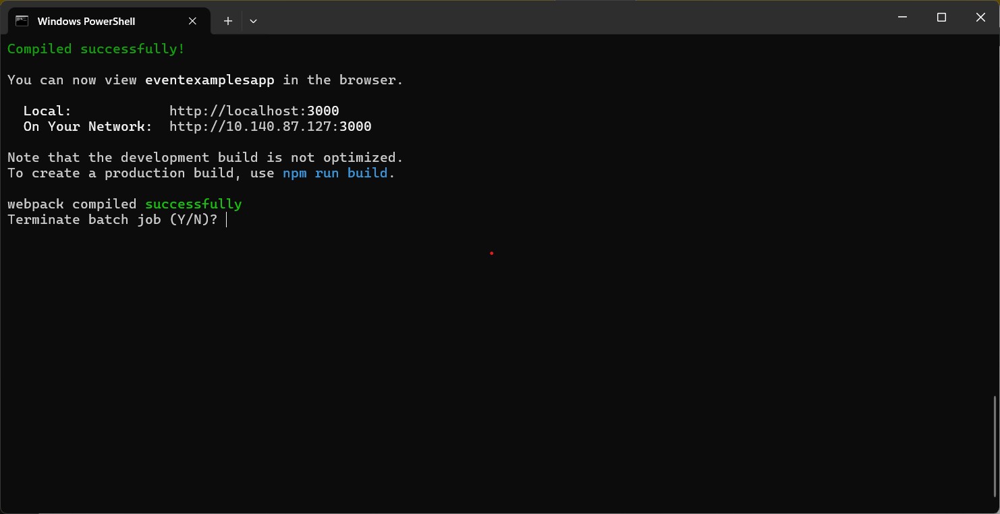 Windows PowerShell
Compiled successfully!
You can now view eventexamplesapp in the browser.
Local: http://localhost:3000
On Your Network: http://10.140.87.127:3000
Note that the development build is not optimized.
To create a production build, use npm run build.
webpack compiled successfully
Terminate batch job (Y/N)?